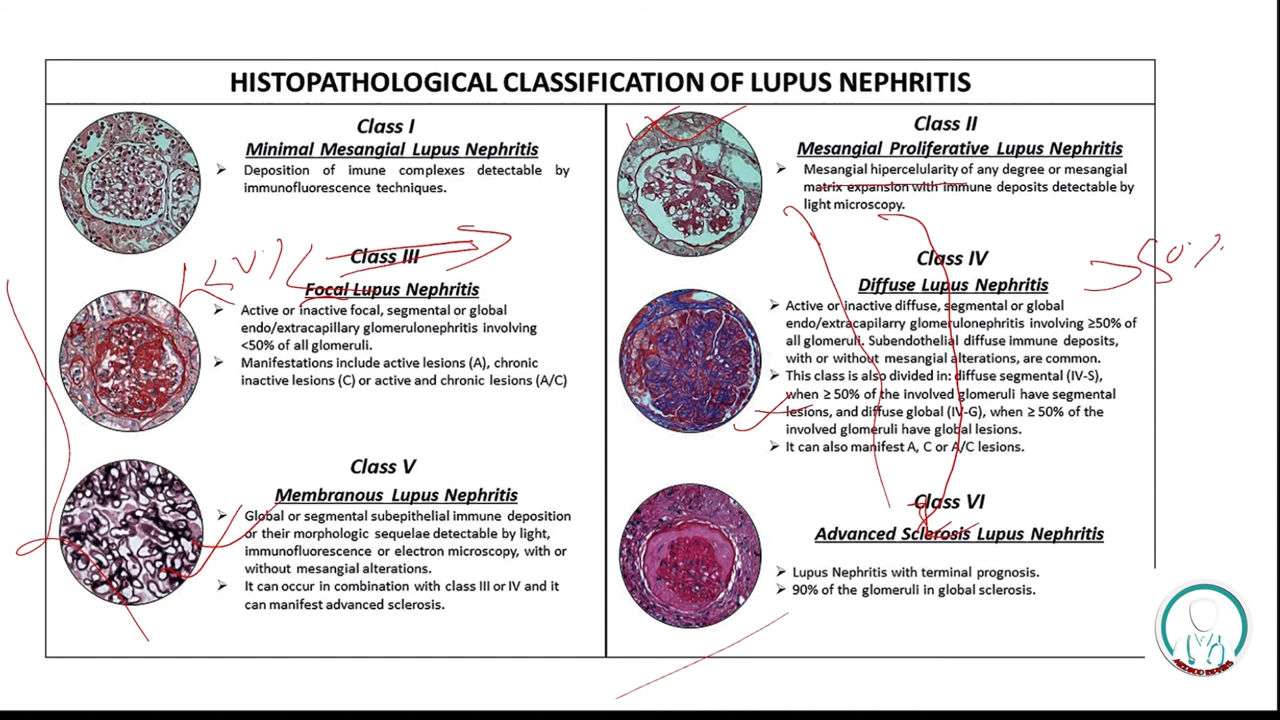 HISTOPATHOLOGICAL CLASSIFICATION OF LUPUS NEPHRITIS
Class I
Minimal Mesangial Lupus Nephritis
➢ Deposition of imune complexes detectable by
immunofluorescence techniques.
Class II
Mesangial Proliferative Lupus Nephritis
➢ Mesangial hipercelularity of any degree or mesangial
matrix expansion with immune deposits detectable by
light microscopy.
Class III
Focal Lupus Nephritis
➢ Active or inactive focal, segmental or global
endo/extracapillary glomerulonephritis involving
<50% of all glomeruli.
➢ Manifestations include active lesions (A), chronic
inactive lesions (C) or active and chronic lesions (A/C)
Class IV
Diffuse Lupus Nephritis
➢ Active or inactive diffuse, segmental or global
endo/extracapilarry glomerulonephritis involving ≥50% of
all glomeruli. Subendothelial diffuse immune deposits,
with or without mesangial alterations, are common.
➢ This class is also divided in: diffuse segmental (IV-S),
when ≥ 50% of the involved glomeruli have segmental
lesions, and diffuse global (IV-G), when ≥ 50% of the
involved glomeruli have global lesions.
➢ It can also manifest A, C or A/C lesions.
>50%
Class V
Membranous Lupus Nephritis
➢ Global or segmental subepithelial immune deposition
or their morphologic sequelae detectable by light,
immunofluorescence or electron microscopy, with or
without mesangial alterations.
➢ It can occur in combination with class III or IV and it
can manifest advanced sclerosis.
Class VI
Advanced Sclerosis Lupus Nephritis
➢ Lupus Nephritis with terminal prognosis.
➢ 90% of the glomeruli in global sclerosis.